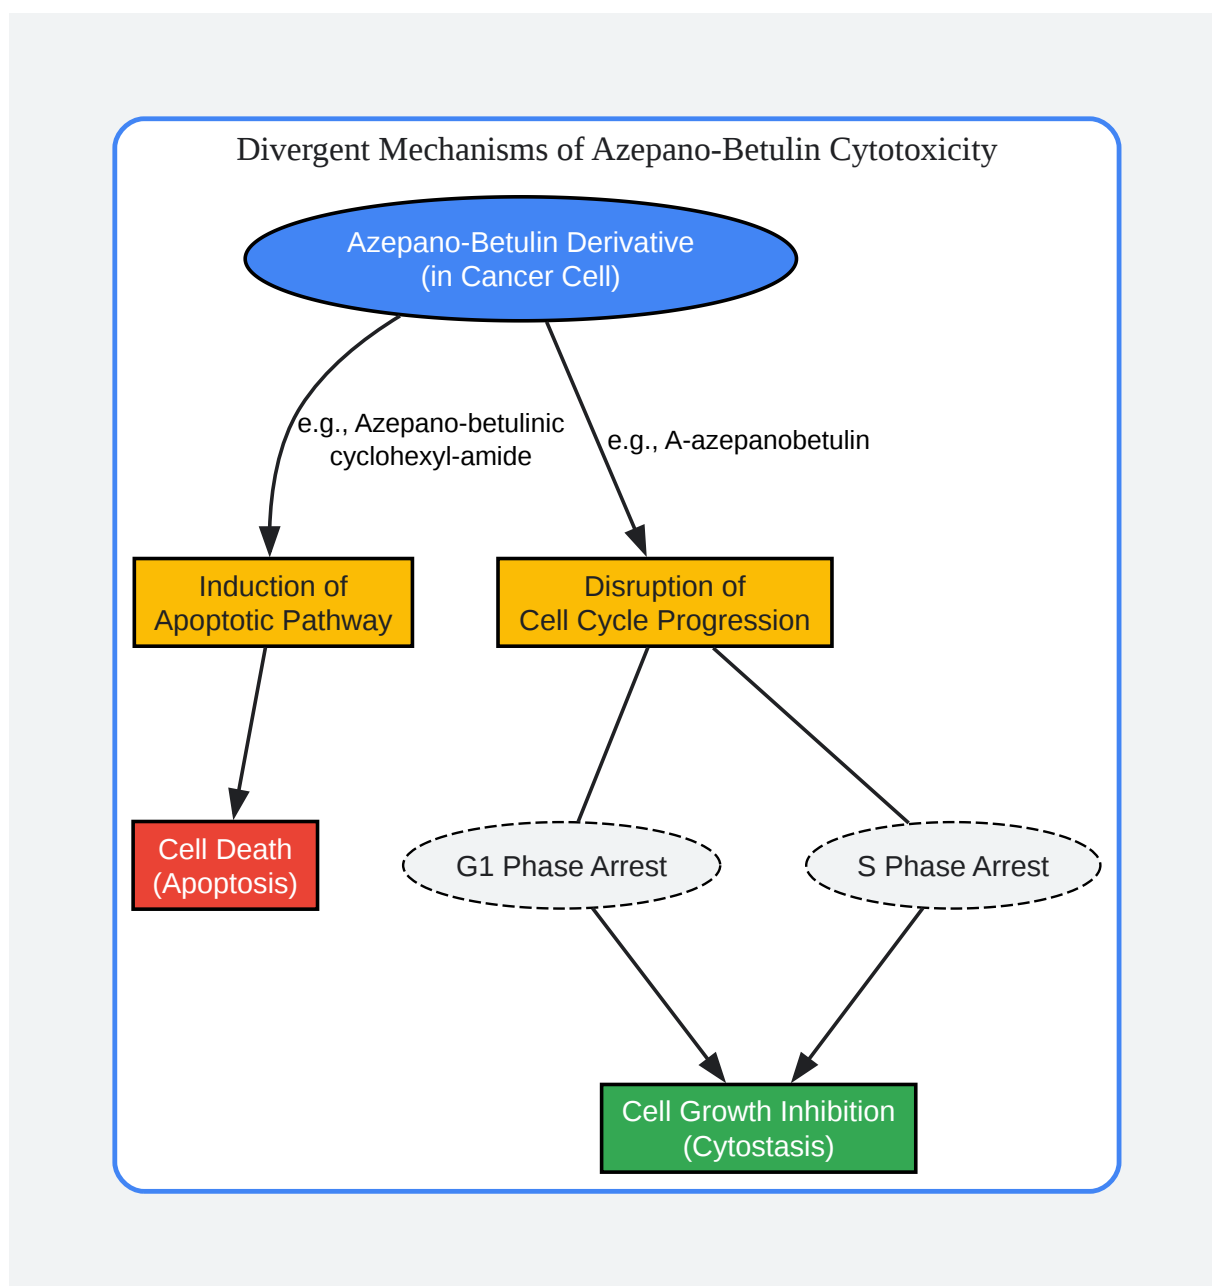 Divergent Mechanisms of Azepano-Betulin Cytotoxicity
Azepano-Betulin Derivative
(in Cancer Cell)
e.g., Azepano-betulinic
cyclohexyl-amide
e.g., A-azepanobetulin
Induction of
Apoptotic Pathway
Disruption of
Cell Cycle Progression
Cell Death
(Apoptosis)
G1 Phase Arrest
S Phase Arrest
Cell Growth Inhibition
(Cytostasis)